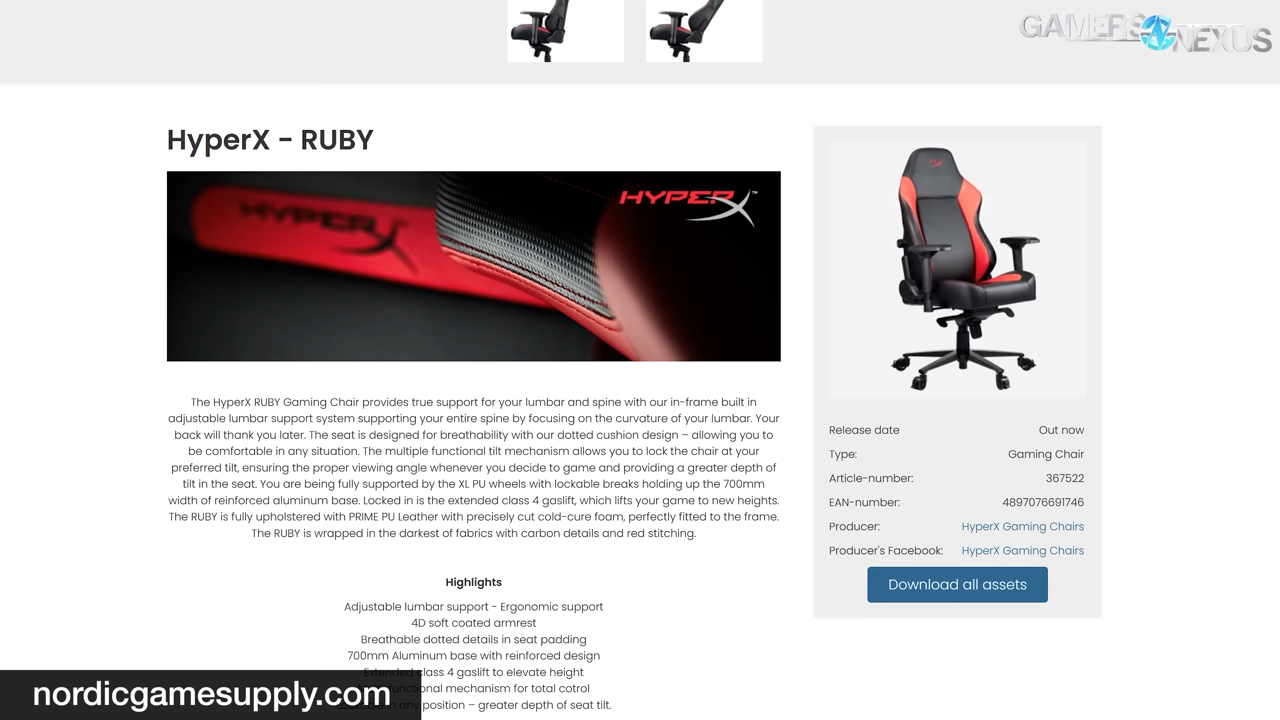 GAMERS NEXUS
HyperX - RUBY
HYPERX
HYPERX™
The HyperX RUBY Gaming Chair provides true support for your lumbar and spine with our in-frame built in
adjustable lumbar support system supporting your entire spine by focusing on the curvature of your lumbar. Your
back will thank you later. The seat is designed for breathability with our dotted cushion design – allowing you to
be comfortable in any situation. The multiple functional tilt mechanism allows you to lock the chair at your
preferred tilt, ensuring the proper viewing angle whenever you decide to game and providing a greater depth of
tilt in the seat. You are being fully supported by the XL PU wheels with lockable breaks holding up the 700mm
width of reinforced aluminum base. Locked in is the extended class 4 gaslift, which lifts your game to new heights.
The RUBY is fully upholstered with PRIME PU Leather with precisely cut cold-cure foam, perfectly fitted to the frame.
The RUBY is wrapped in the darkest of fabrics with carbon details and red stitching.
Highlights
Adjustable lumbar support - Ergonomic support
4D soft coated armrest
Breathable dotted details in seat padding
700mm Aluminum base with reinforced design
Extended class 4 gaslift to elevate height
functional mechanism for total cotrol
in any position – greater depth of seat tilt.
Release date Out now
Type: Gaming Chair
Article-number: 367522
EAN-number: 4897076691746
Producer: HyperX Gaming Chairs
Producer's Facebook: HyperX Gaming Chairs
Download all assets
nordicgamesupply.com